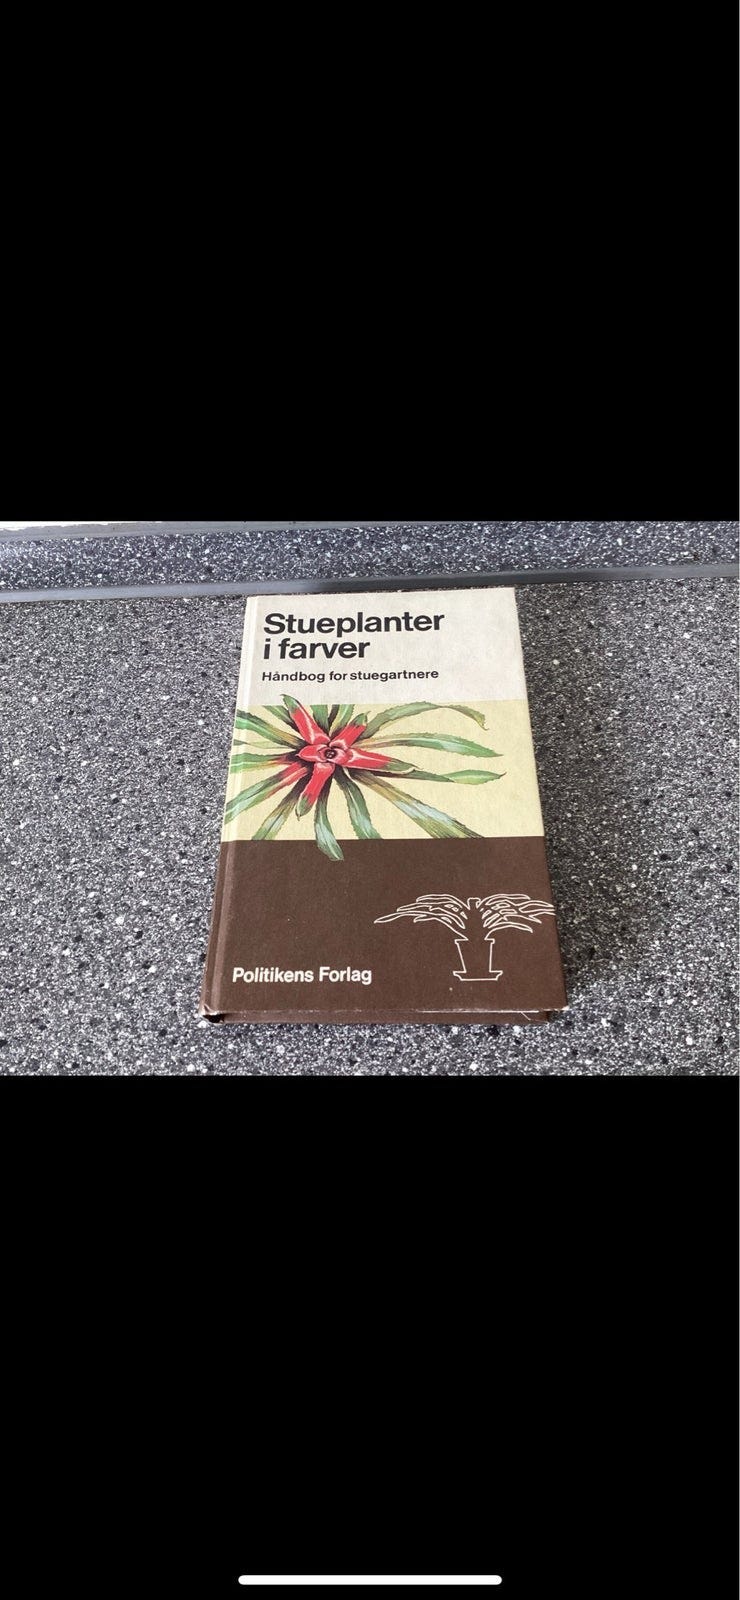 Stueplanter
i farver
Håndbog for stuegartnere
Politikens Forlag